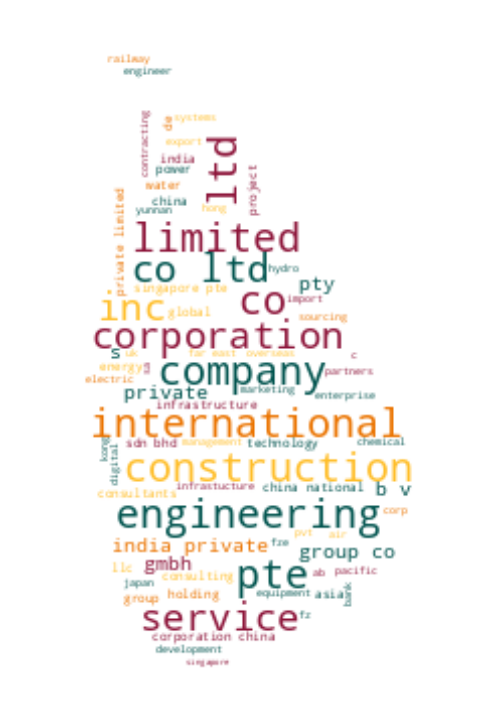 railway
engineer
contracting
de
systems
export
ltd
india
power
project
water
private limited
china
yunnan
hong
limited
co ltd
hydro
singapore pte
pty
inc
co
import
global
sourcing
corporation
s
uk
far east
overseas
c
energy
sa
company
partners
electric
private
marketing
enterprise
infrastructure
international
kong
sdn bhd
management
technology
chemical
digital
construction
consultants
infrastucture
china national
b v
engineering
corp
pvt
air
india private
fze
group co
llc
gmbh
pte
ab
pacific
japan
consulting
equipment
asia
bank
group
holding
service
fz
corporation china
development
singapore